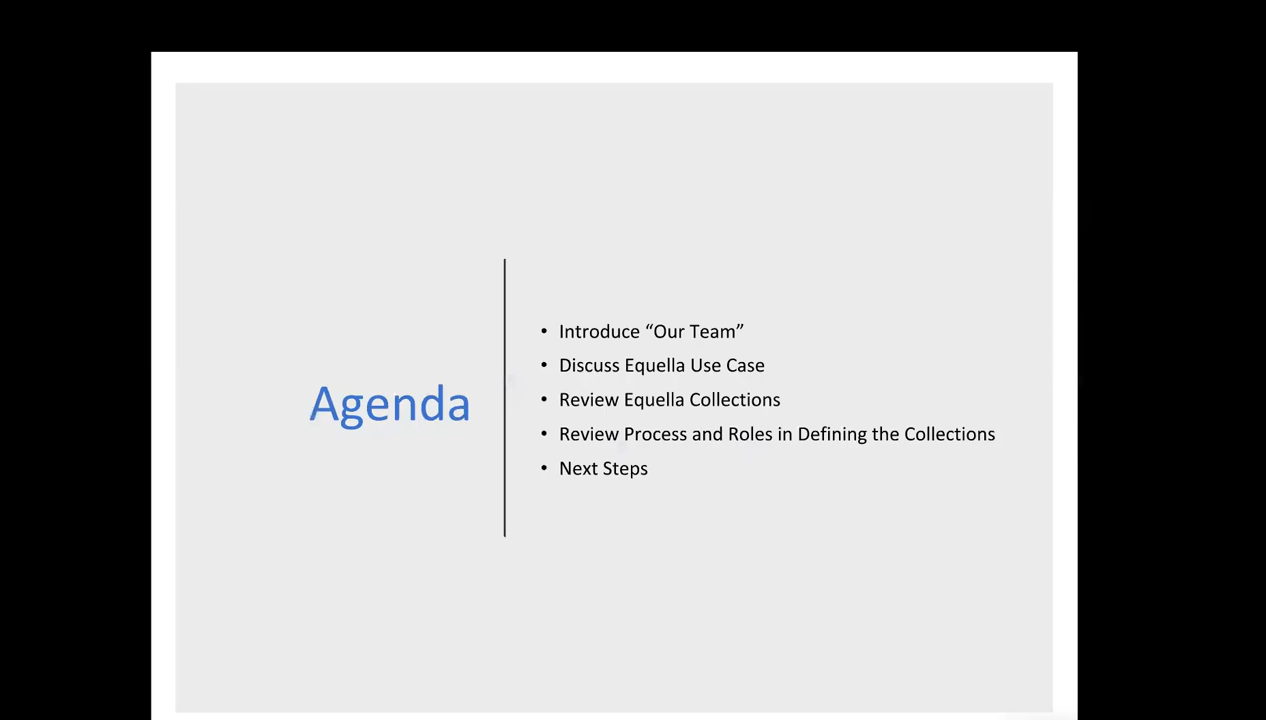 Agenda
• Introduce “Our Team”
• Discuss Equella Use Case
• Review Equella Collections
• Review Process and Roles in Defining the Collections
• Next Steps